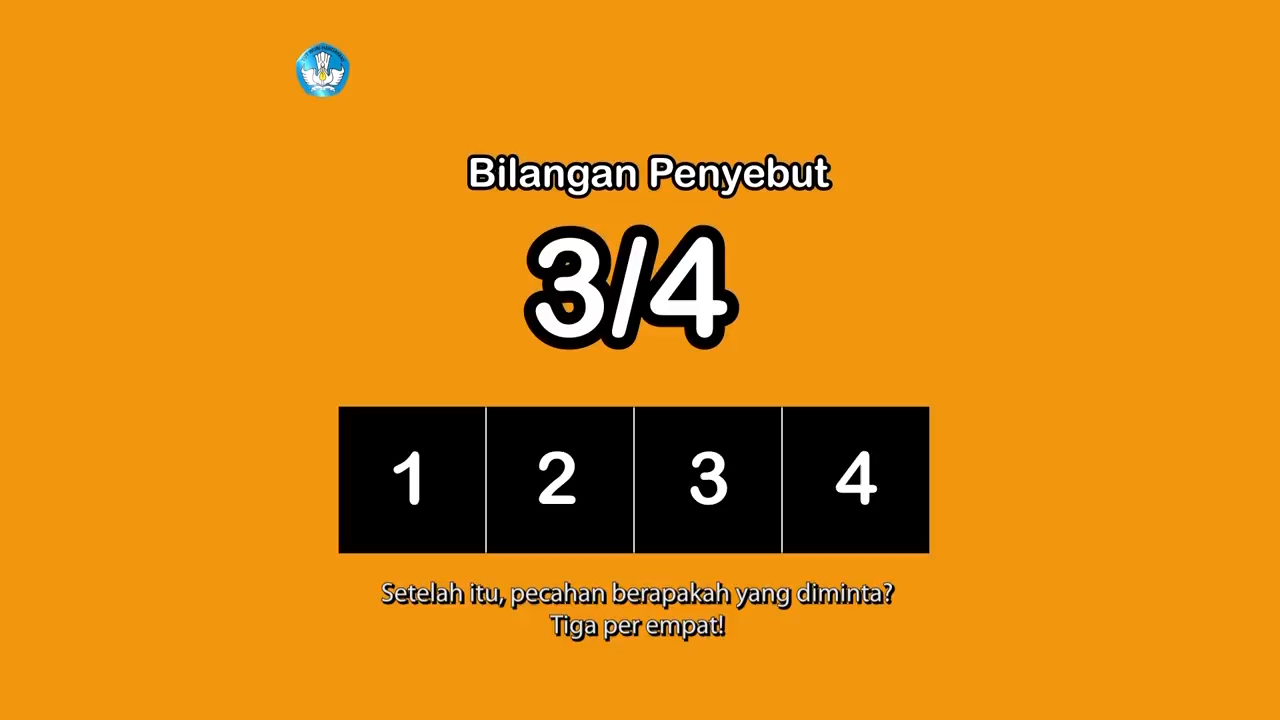 Bilangan Penyebut
3/4
1 2 3 4
Setelah itu, pecahan berapakah yang diminta?
Tiga per empat!